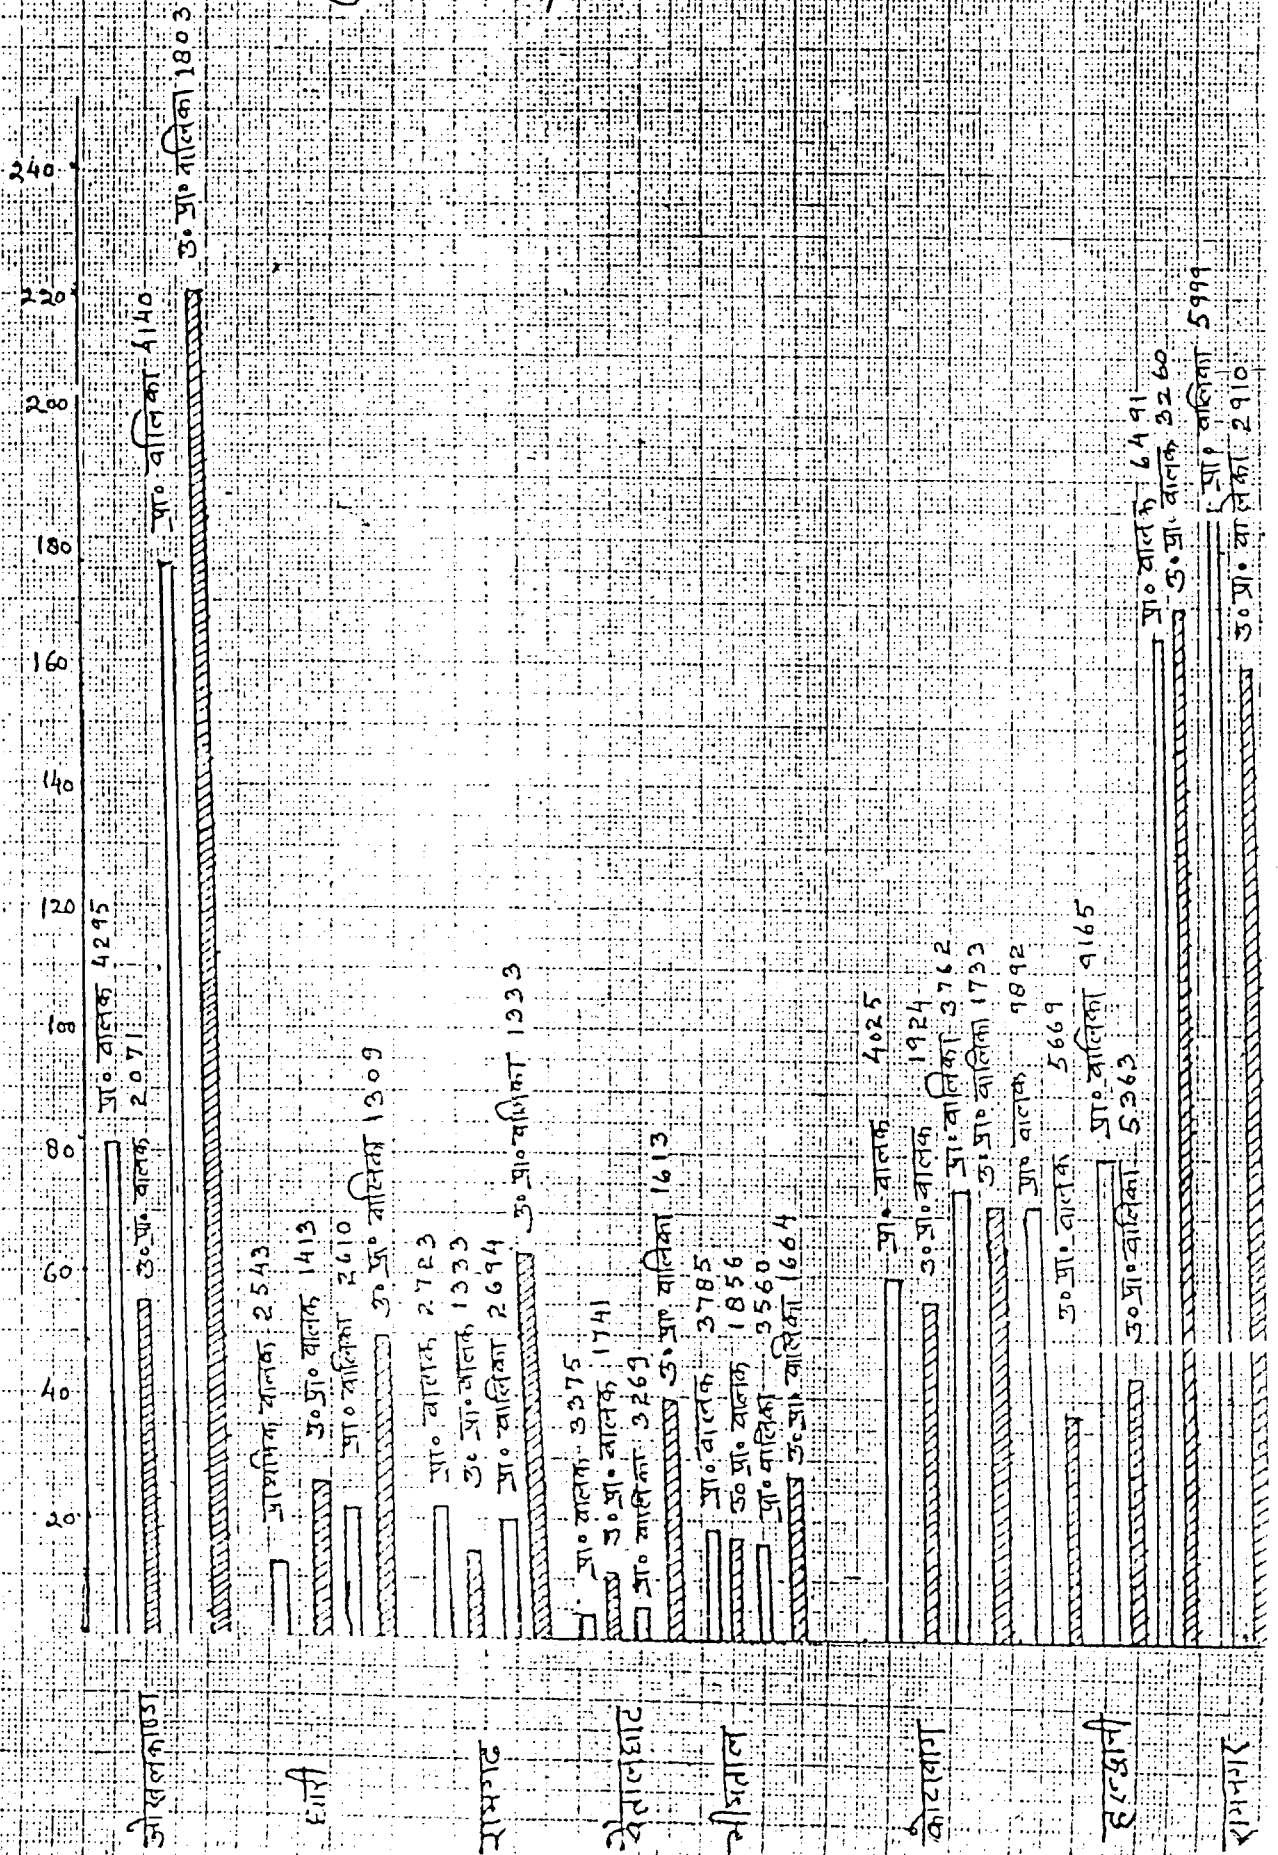 240
220
200
180
160
140
120
100
80
60
40
20
प्रा० बालक 4295
उ० प्रा० बालक 2071
प्रा० बालिका 4140
उ० प्रा० बालिका 1803
प्राथमिक बालक 2543
उ० प्रा० बालक 1413
प्रा० बालिका 2610
उ० प्रा० बालिका 1309
प्रा० बालक 2723
उ० प्रा० बालक 1333
प्रा० बालिका 2694
उ० प्रा० बालिका 1333
प्रा० बालक 3375
उ० प्रा० बालक 1741
प्रा० बालिका 3269
उ० प्रा० बालिका 1613
प्रा० बालक 3785
उ० प्रा० बालक 1856
प्रा० बालिका 3560
उ० प्रा० बालिका 1664
प्रा० बालक 4025
उ० प्रा० बालक 1924
प्रा० बालिका 3762
उ० प्रा० बालिका 1733
प्रा० बालक 9892
उ० प्रा० बालक 5669
प्रा० बालिका 9165
उ० प्रा० बालिका 5363
प्रा० बालक 6491
उ० प्रा० बालक 3260
प्रा० बालिका 5999
उ० प्रा० बालिका 2910
ओखलकाण्डा
धारी
रामगढ
बेतालघाट
भीमताल
कोटाबाग
हल्द्वानी
रामनगर